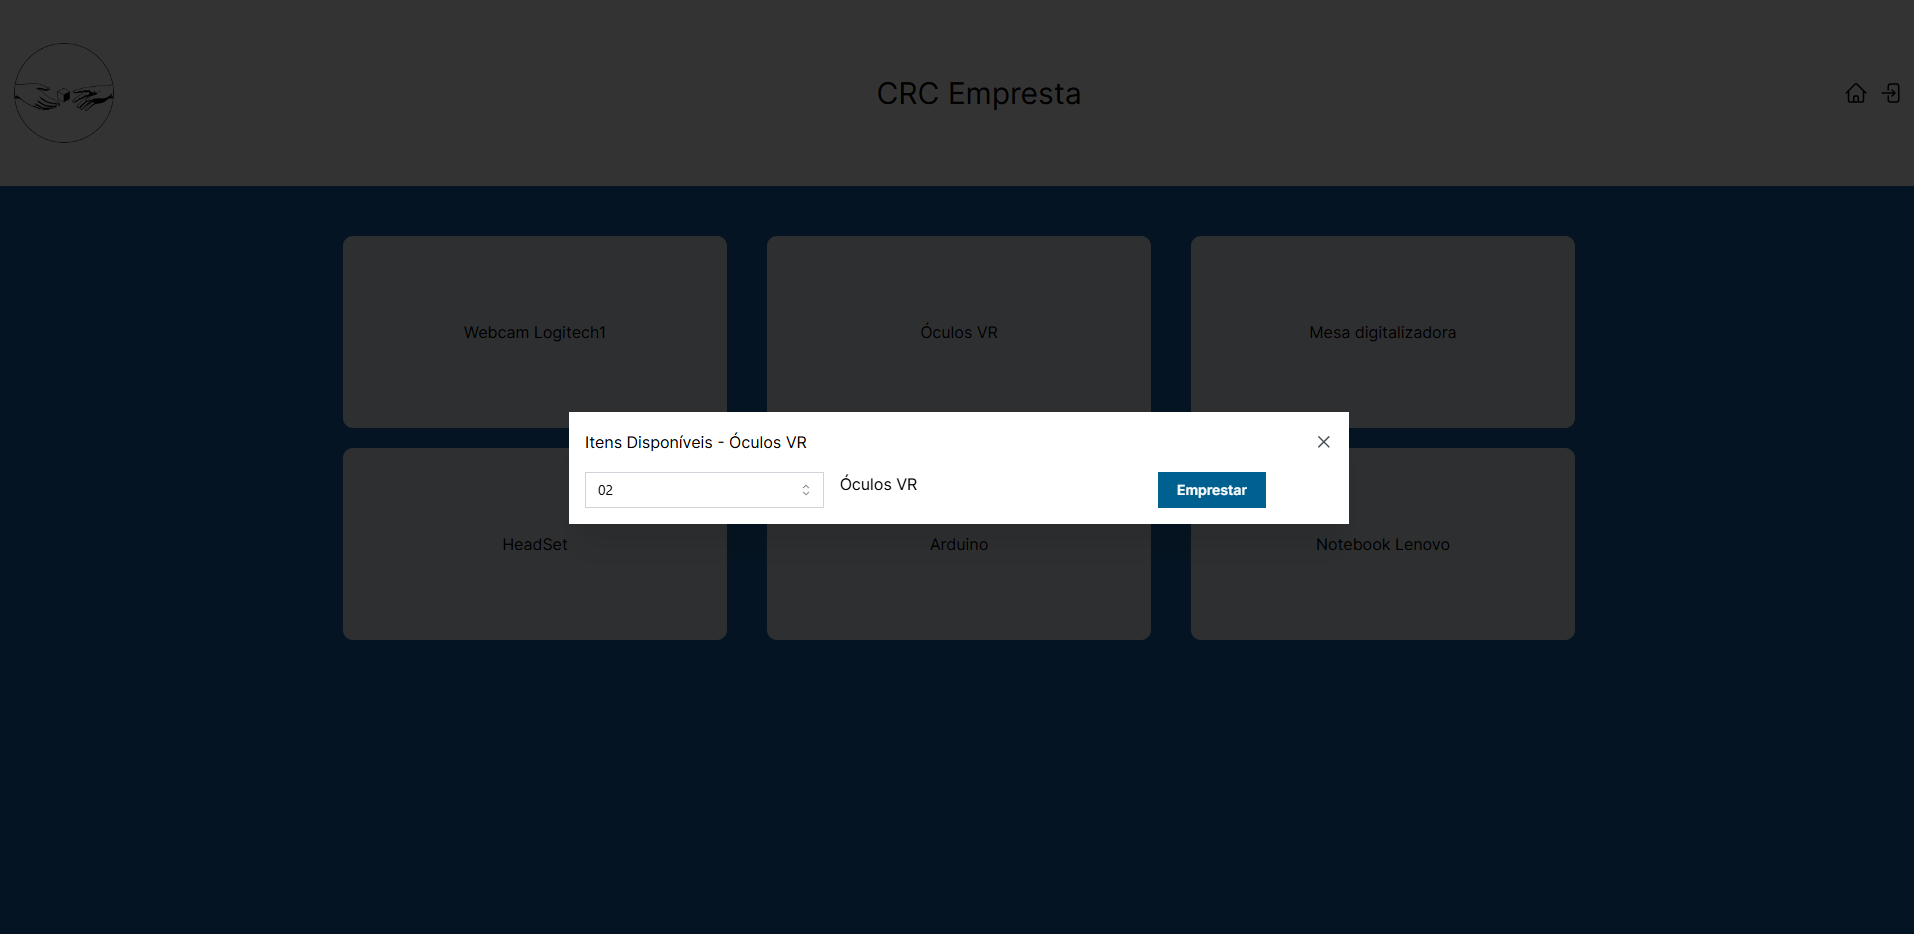 CRC Empresta
Webcam Logitech1
Óculos VR
Mesa digitalizadora
Itens Disponíveis - Óculos VR
02
Óculos VR
Emprestar
HeadSet
Arduino
Notebook Lenovo